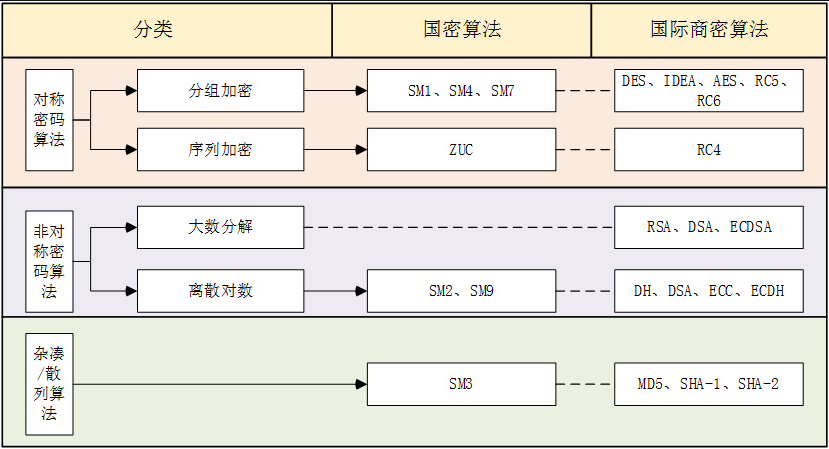 分类
国密算法
国际商密算法
对称
密码
算法
分组加密
SM1、SM4、SM7
DES、IDEA、AES、RC5、
RC6
序列加密
ZUC
RC4
非对
称密
码算
法
大数分解
RSA、DSA、ECDSA
离散对数
SM2、SM9
DH、DSA、ECC、ECDH
杂凑
/散
列算
法
SM3
MD5、SHA-1、SHA-2